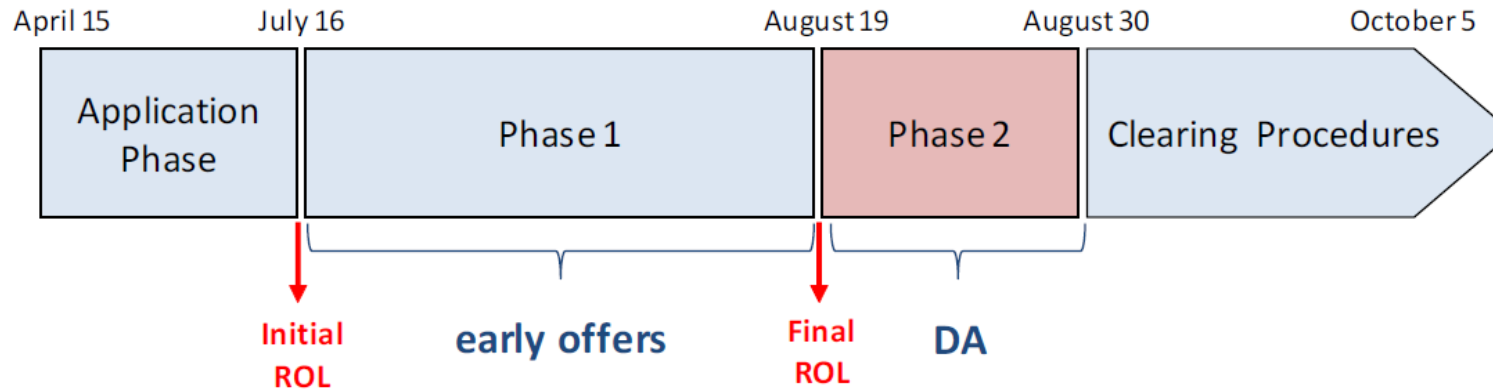 April 15
July 16
August 19
August 30
October 5
Application
Phase
Phase 1
Phase 2
Clearing Procedures
Initial
ROL
early offers
Final
ROL
DA